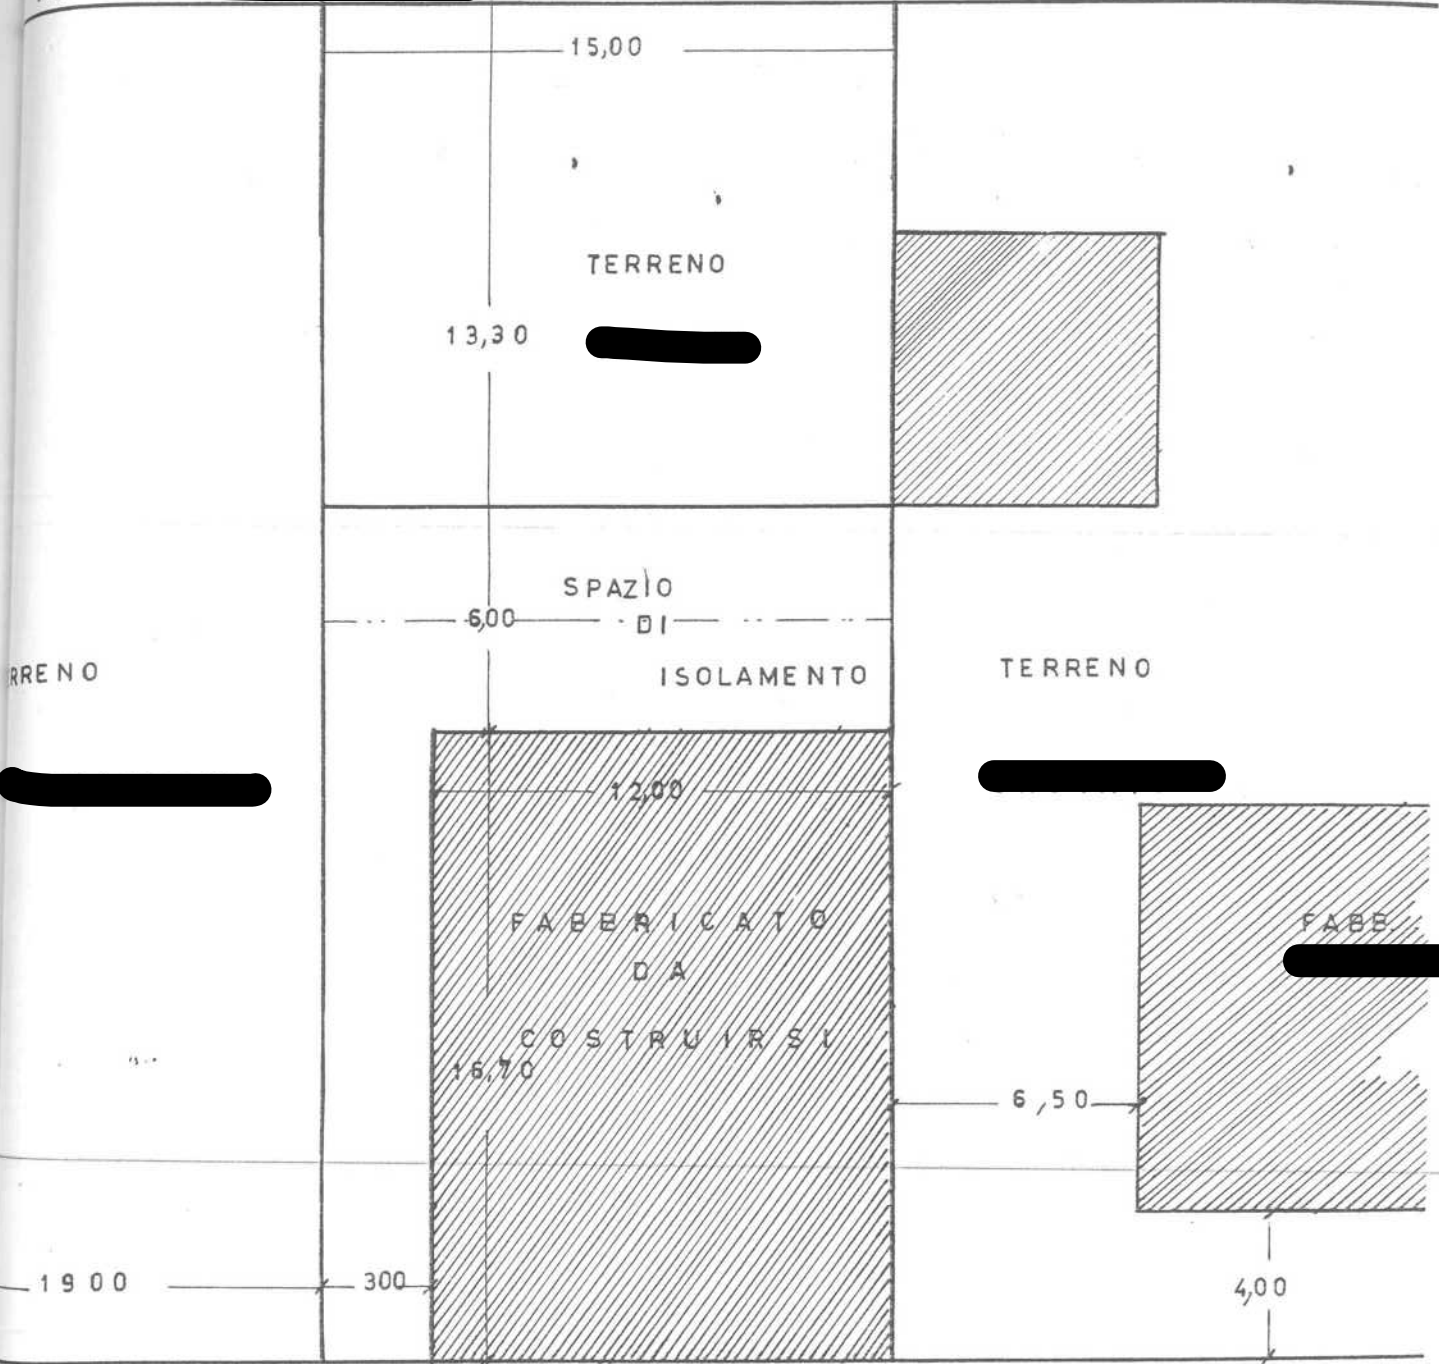 15,00
TERRENO
13,30
SPAZIO
6,00
DI
ISOLAMENTO
RRENO
TERRENO
12,00
FABBRICATO
FABB.
DA
COSTRUIRSI
16,70
6,50
1900
300
4,00